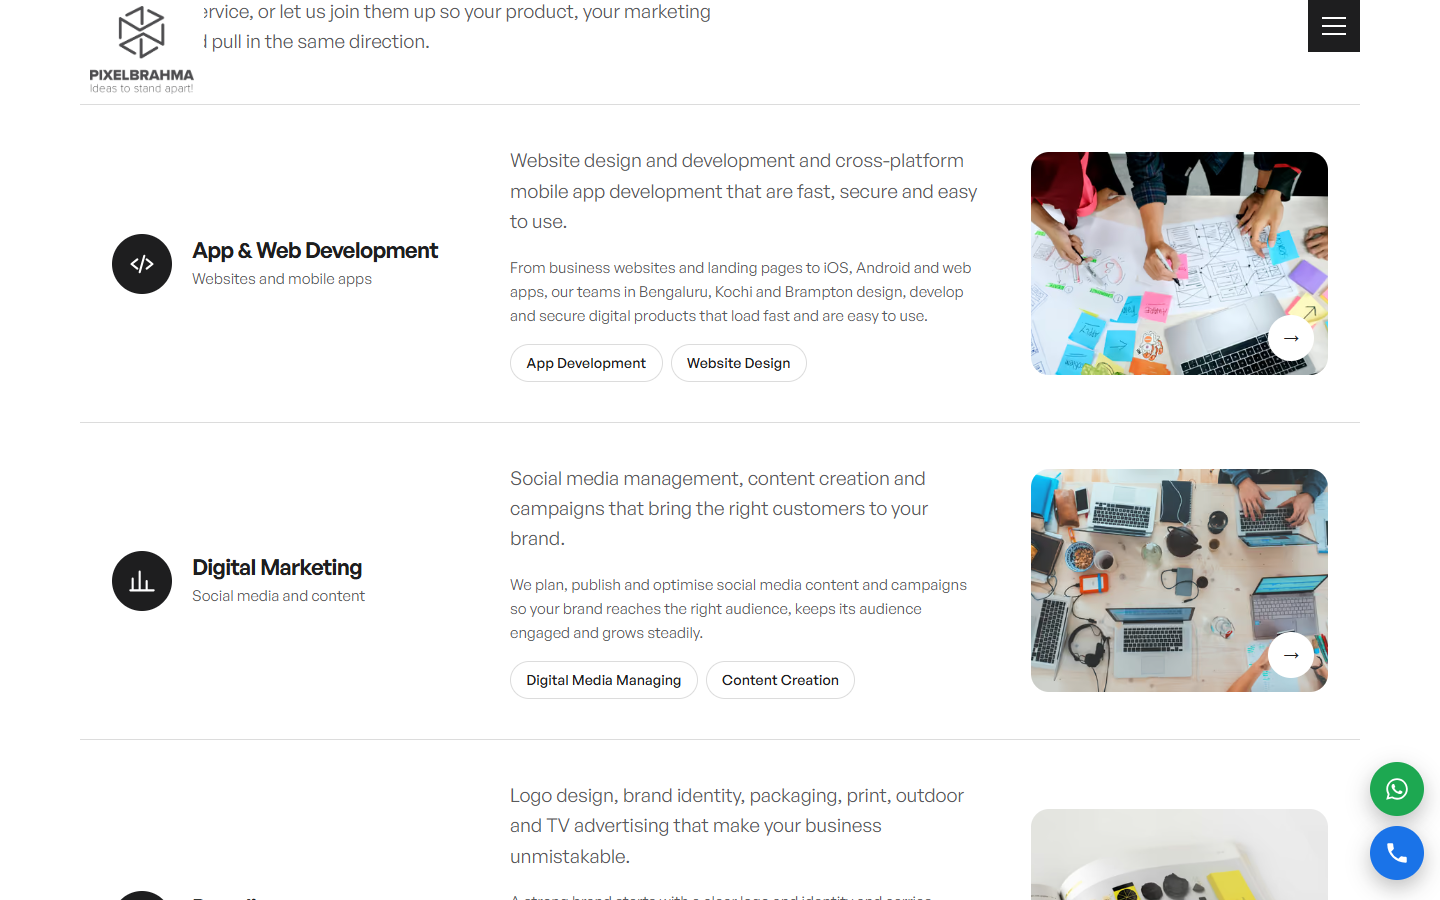 ervice, or let us join them up so your product, your marketing
d pull in the same direction.
PIXELBRAHMA
Ideas to stand apart!
Website design and development and cross-platform
mobile app development that are fast, secure and easy
to use.
App & Web Development
Websites and mobile apps
From business websites and landing pages to iOS, Android and web
apps, our teams in Bengaluru, Kochi and Brampton design, develop
and secure digital products that load fast and are easy to use.
App Development
Website Design
Social media management, content creation and
campaigns that bring the right customers to your
brand.
Digital Marketing
Social media and content
We plan, publish and optimise social media content and campaigns
so your brand reaches the right audience, keeps its audience
engaged and grows steadily.
Digital Media Managing
Content Creation
Logo design, brand identity, packaging, print, outdoor
and TV advertising that make your business
unmistakable.